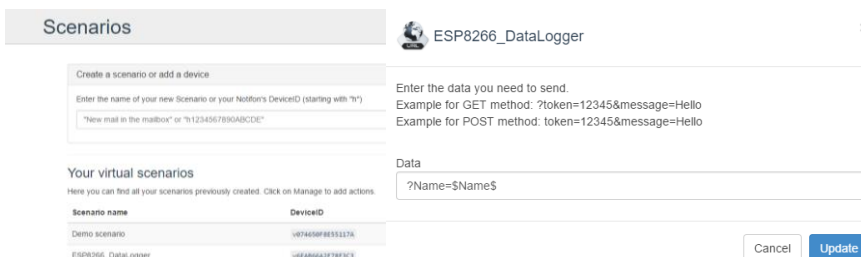 Scenarios
Create a scenario or add a device
Enter the name of your new Scenario or your Notifon's DeviceID (starting with "h")
"New mail in the mailbox" or "h1234567890ABCDE"
Your virtual scenarios
Here you can find all your scenarios previously created. Click on Manage to add actions.
Scenario name DeviceID
Demo scenario v074650F8E55117A
ESP8266_DataLogger
URL
ESP8266_DataLogger
Enter the data you need to send.
Example for GET method: ?token=12345&message=Hello
Example for POST method: token=12345&message=Hello
Data
?Name=$Name$
Cancel Update